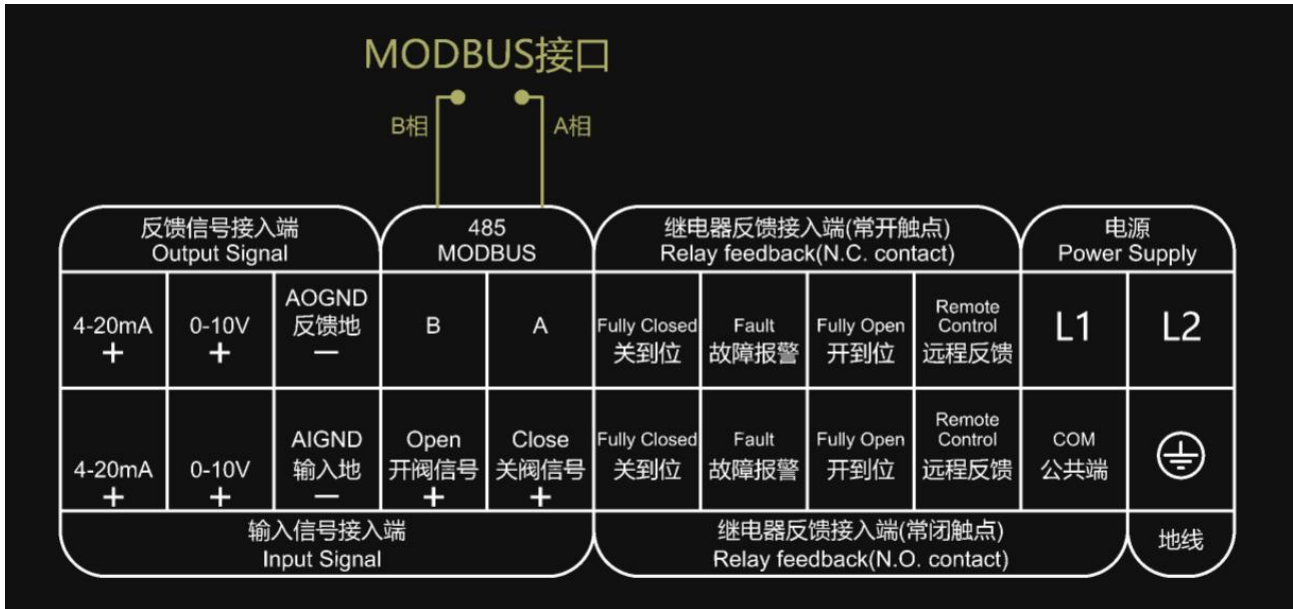 MODBUS接口
B相
A相
反馈信号接入端
Output Signal
485
MODBUS
继电器反馈接入端(常开触点)
Relay feedback(N.C. contact)
电源
Power Supply
4-20mA
+
0-10V
+
AOGND
反馈地
—
B
A
Fully Closed
关到位
Fault
故障报警
Fully Open
开到位
Remote
Control
远程反馈
L1
L2
4-20mA
+
0-10V
+
AIGND
输入地
—
Open
开阀信号
+
Close
关阀信号
+
Fully Closed
关到位
Fault
故障报警
Fully Open
开到位
Remote
Control
远程反馈
COM
公共端
输入信号接入端
Input Signal
继电器反馈接入端(常闭触点)
Relay feedback(N.O. contact)
地线